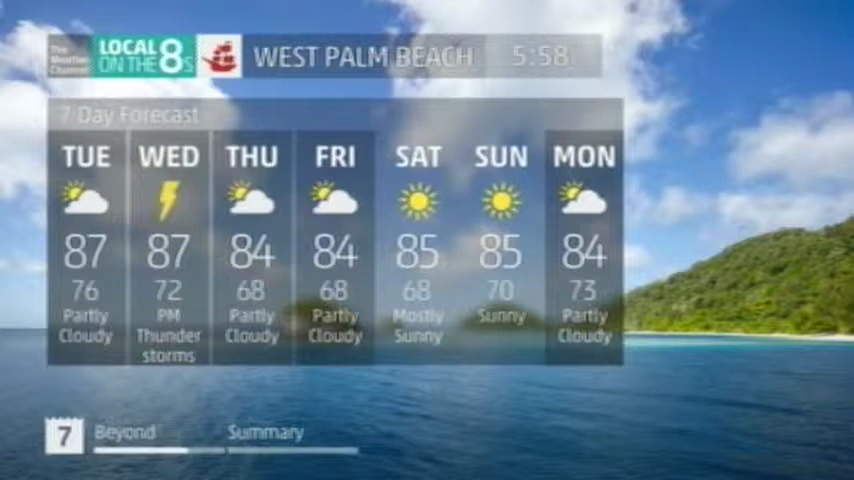 The Weather Channel
LOCAL ON THE 8s
WEST PALM BEACH 5:58
7 Day Forecast
TUE WED THU FRI SAT SUN MON
87 87 84 84 85 85 84
76 72 68 68 68 70 73
Partly PM Partly Partly Mostly Sunny Partly
Cloudy Thunder Cloudy Cloudy Sunny Cloudy
storms
7 Beyond Summary